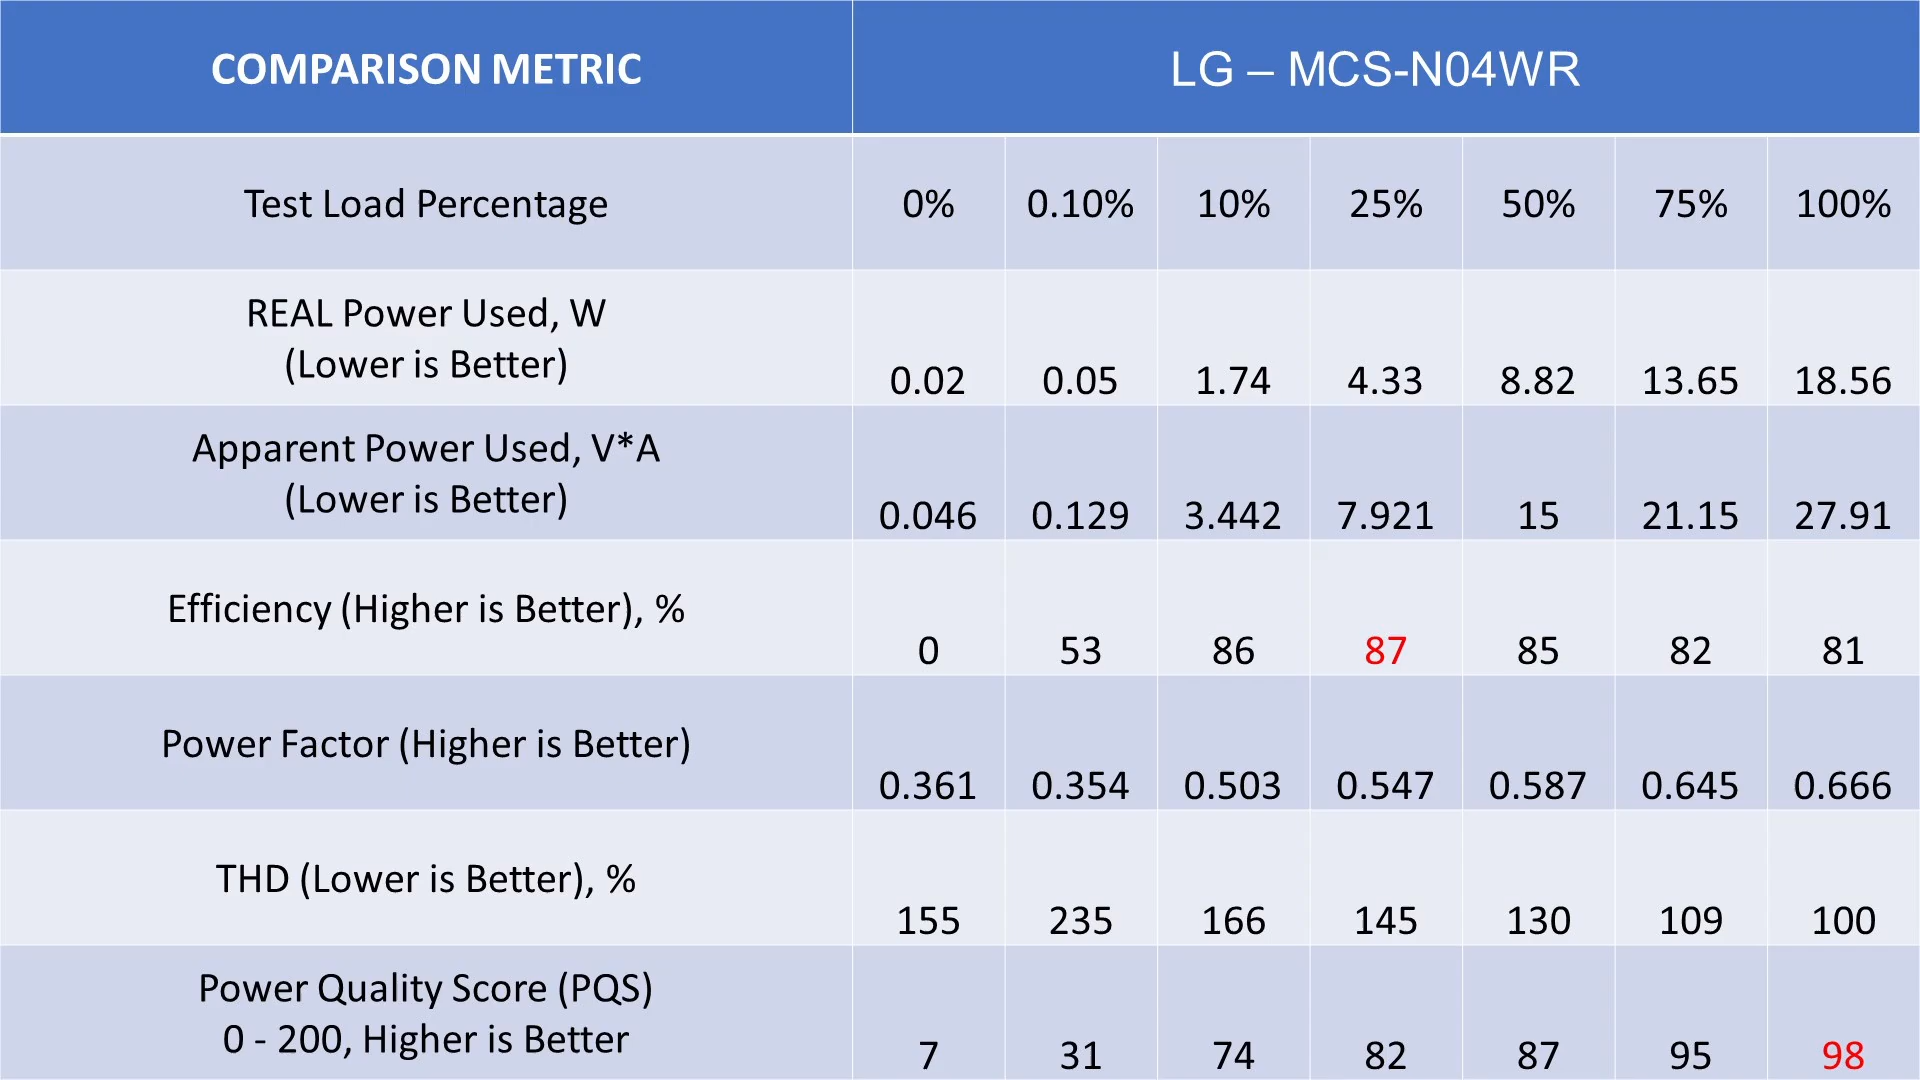 COMPARISON METRIC LG – MCS-N04WR
Test Load Percentage 0% 0.10% 10% 25% 50% 75% 100%
REAL Power Used, W
(Lower is Better) 0.02 0.05 1.74 4.33 8.82 13.65 18.56
Apparent Power Used, V*A
(Lower is Better) 0.046 0.129 3.442 7.921 15 21.15 27.91
Efficiency (Higher is Better), % 0 53 86 87 85 82 81
Power Factor (Higher is Better) 0.361 0.354 0.503 0.547 0.587 0.645 0.666
THD (Lower is Better), % 155 235 166 145 130 109 100
Power Quality Score (PQS)
0 - 200, Higher is Better 7 31 74 82 87 95 98